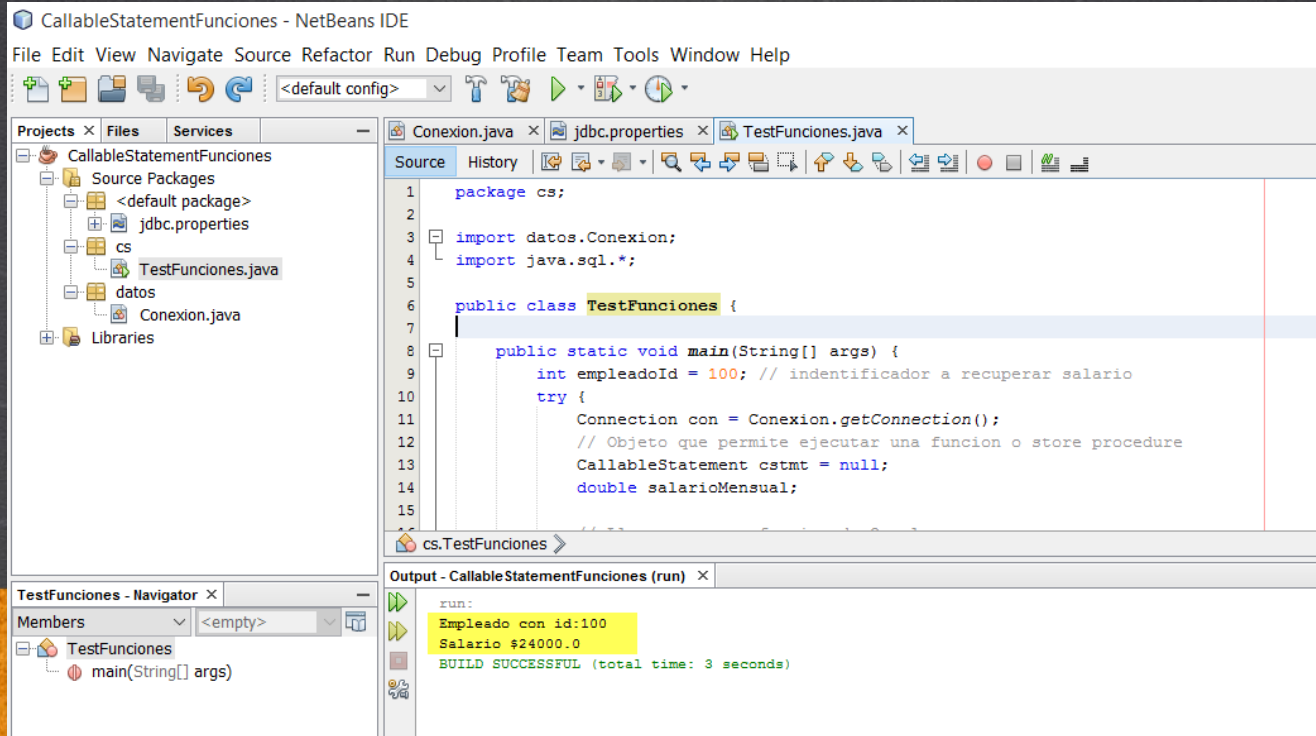 CallableStatementFunciones - NetBeans IDE
File Edit View Navigate Source Refactor Run Debug Profile Team Tools Window Help
<default config>
Projects Files Services
CallableStatementFunciones
Source Packages
<default package>
jdbc.properties
cs
TestFunciones.java
datos
Conexion.java
Libraries
Conexion.java jdbc.properties TestFunciones.java
Source History
1 package cs;
2
3 import datos.Conexion;
4 import java.sql.*;
5
6 public class TestFunciones {
7
8 public static void main(String[] args) {
9 int empleadoId = 100; // indentificador a recuperar salario
10 try {
11 Connection con = Conexion.getConnection();
12 // Objeto que permite ejecutar una funcion o store procedure
13 CallableStatement cstmt = null;
14 double salarioMensual;
15
cs.TestFunciones
TestFunciones - Navigator
Members <empty>
TestFunciones
main(String[] args)
Output - CallableStatementFunciones (run)
run:
Empleado con id:100
Salario $24000.0
BUILD SUCCESSFUL (total time: 3 seconds)